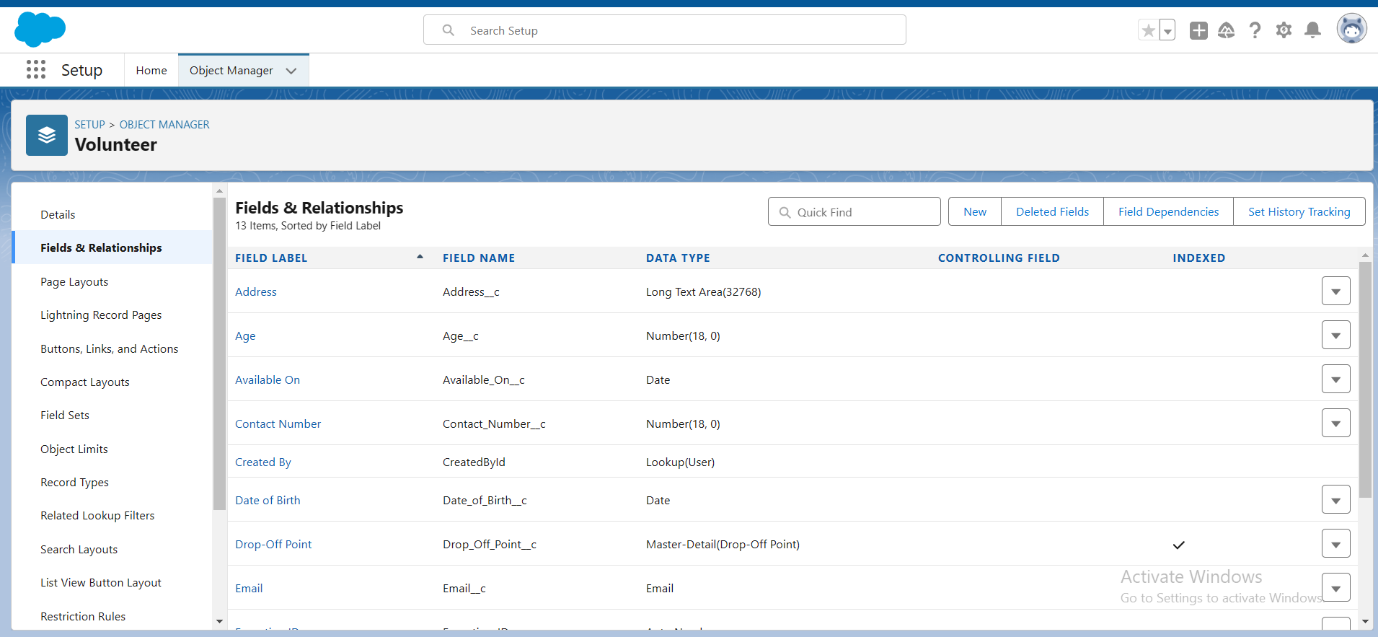 Search Setup
Setup
Home
Object Manager
SETUP > OBJECT MANAGER
Volunteer
Details
Fields & Relationships
Page Layouts
Lightning Record Pages
Buttons, Links, and Actions
Compact Layouts
Field Sets
Object Limits
Record Types
Related Lookup Filters
Search Layouts
List View Button Layout
Restriction Rules
Fields & Relationships
13 Items, Sorted by Field Label
Quick Find
New
Deleted Fields
Field Dependencies
Set History Tracking
FIELD LABEL FIELD NAME DATA TYPE CONTROLLING FIELD INDEXED
Address Address__c Long Text Area(32768)
Age Age__c Number(18, 0)
Available On Available_On__c Date
Contact Number Contact_Number__c Number(18, 0)
Created By CreatedById Lookup(User)
Date of Birth Date_of_Birth__c Date
Drop-Off Point Drop_Off_Point__c Master-Detail(Drop-Off Point)
Email Email__c Email
Activate Windows
Go to Settings to activate Windows